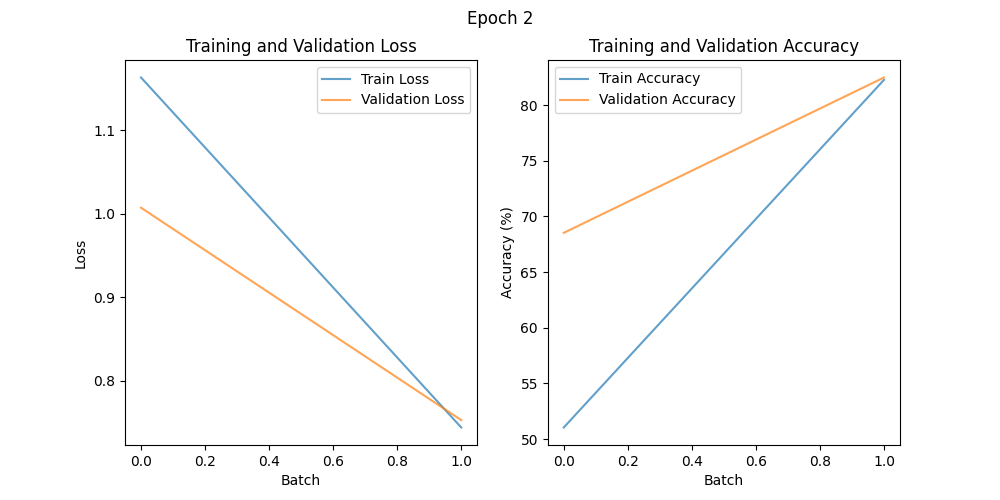 Epoch 2
Training and Validation Loss
Train Loss
Validation Loss
1.1
1.0
0.9
0.8
Loss
0.0 0.2 0.4 0.6 0.8 1.0
Batch
Training and Validation Accuracy
Train Accuracy
Validation Accuracy
80
75
70
65
60
55
50
Accuracy (%)
0.0 0.2 0.4 0.6 0.8 1.0
Batch